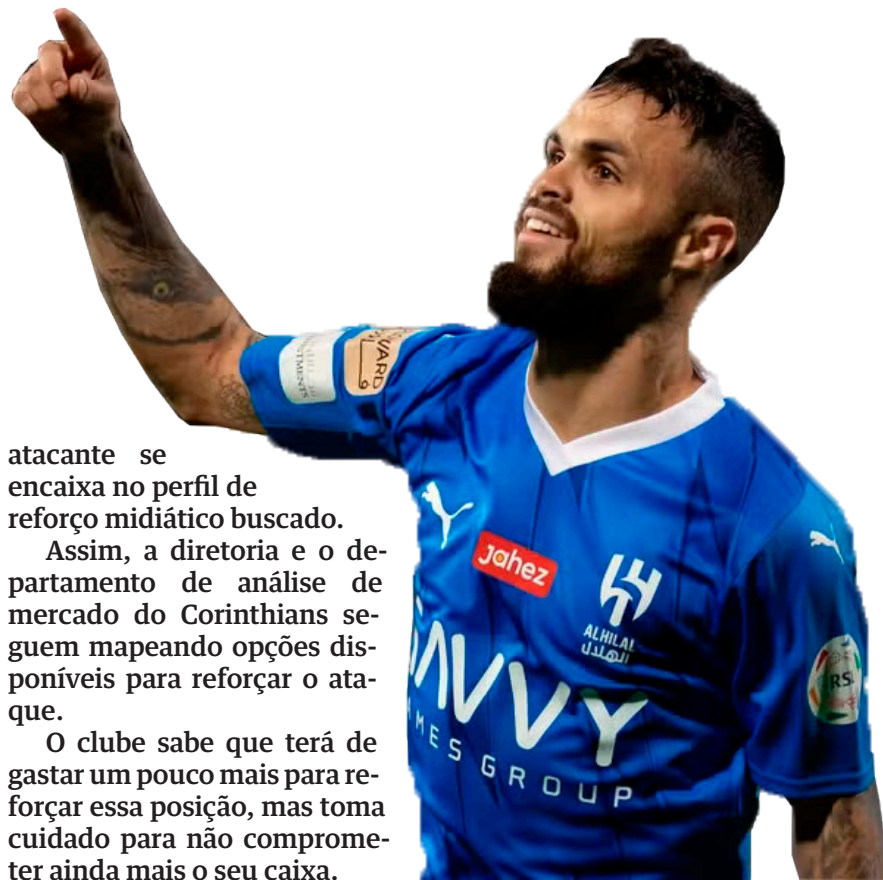 VARD
Jahez
ALHILAL
الهلال
SAVVY
GAMES GROUP
RSL
atacante se
encaixa no perfil de
reforço midiático buscado.
Assim, a diretoria e o de-
partamento de análise de
mercado do Corinthians se-
guem mapeando opções dis-
poníveis para reforçar o ata-
que.
O clube sabe que terá de
gastar um pouco mais para re-
forçar essa posição, mas toma
cuidado para não comprome-
ter ainda mais o seu caixa.